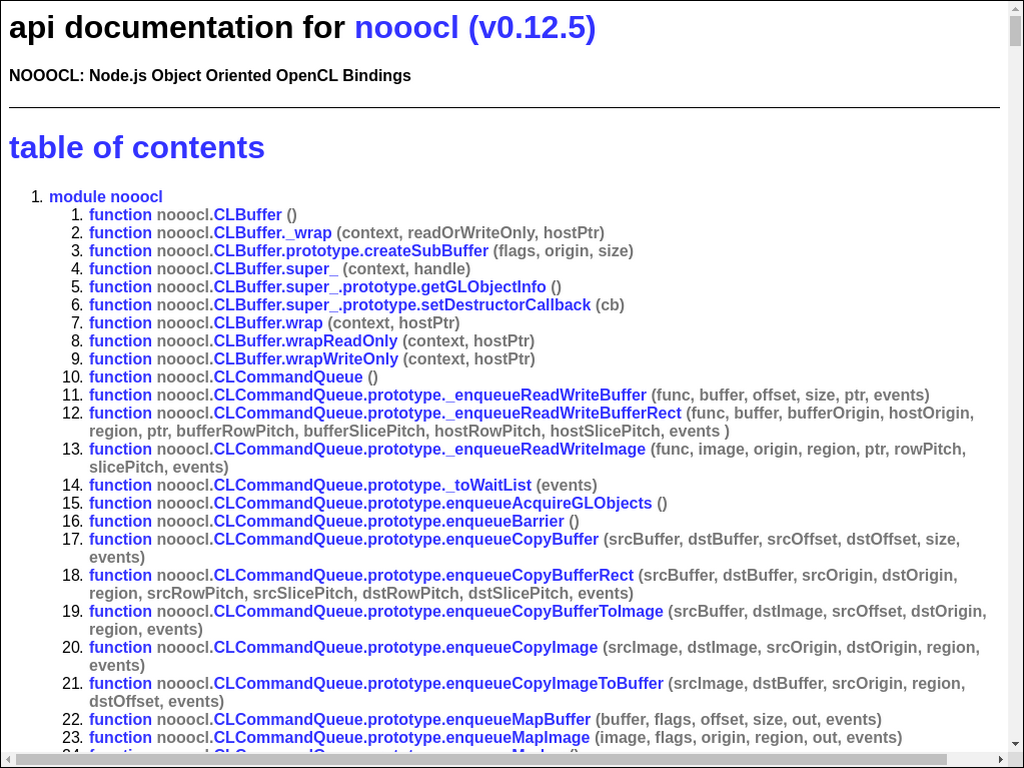 api documentation for nooocl (v0.12.5)
NOOOCL: Node.js Object Oriented OpenCL Bindings
table of contents
1. module nooocl
1. function nooocl.CLBuffer ()
2. function nooocl.CLBuffer._wrap (context, readOrWriteOnly, hostPtr)
3. function nooocl.CLBuffer.prototype.createSubBuffer (flags, origin, size)
4. function nooocl.CLBuffer.super_ (context, handle)
5. function nooocl.CLBuffer.super_.prototype.getGLObjectInfo ()
6. function nooocl.CLBuffer.super_.prototype.setDestructorCallback (cb)
7. function nooocl.CLBuffer.wrap (context, hostPtr)
8. function nooocl.CLBuffer.wrapReadOnly (context, hostPtr)
9. function nooocl.CLBuffer.wrapWriteOnly (context, hostPtr)
10. function nooocl.CLCommandQueue ()
11. function nooocl.CLCommandQueue.prototype._enqueueReadWriteBuffer (func, buffer, offset, size, ptr, events)
12. function nooocl.CLCommandQueue.prototype._enqueueReadWriteBufferRect (func, buffer, bufferOrigin, hostOrigin,
region, ptr, bufferRowPitch, bufferSlicePitch, hostRowPitch, hostSlicePitch, events )
13. function nooocl.CLCommandQueue.prototype._enqueueReadWriteImage (func, image, origin, region, ptr, rowPitch,
slicePitch, events)
14. function nooocl.CLCommandQueue.prototype._toWaitList (events)
15. function nooocl.CLCommandQueue.prototype.enqueueAcquireGLObjects ()
16. function nooocl.CLCommandQueue.prototype.enqueueBarrier ()
17. function nooocl.CLCommandQueue.prototype.enqueueCopyBuffer (srcBuffer, dstBuffer, srcOffset, dstOffset, size,
events)
18. function nooocl.CLCommandQueue.prototype.enqueueCopyBufferRect (srcBuffer, dstBuffer, srcOrigin, dstOrigin,
region, srcRowPitch, srcSlicePitch, dstRowPitch, dstSlicePitch, events)
19. function nooocl.CLCommandQueue.prototype.enqueueCopyBufferToImage (srcBuffer, dstImage, srcOffset, dstOrigin,
region, events)
20. function nooocl.CLCommandQueue.prototype.enqueueCopyImage (srcImage, dstImage, srcOrigin, dstOrigin, region,
events)
21. function nooocl.CLCommandQueue.prototype.enqueueCopyImageToBuffer (srcImage, dstBuffer, srcOrigin, region,
dstOffset, events)
22. function nooocl.CLCommandQueue.prototype.enqueueMapBuffer (buffer, flags, offset, size, out, events)
23. function nooocl.CLCommandQueue.prototype.enqueueMapImage (image, flags, origin, region, out, events)